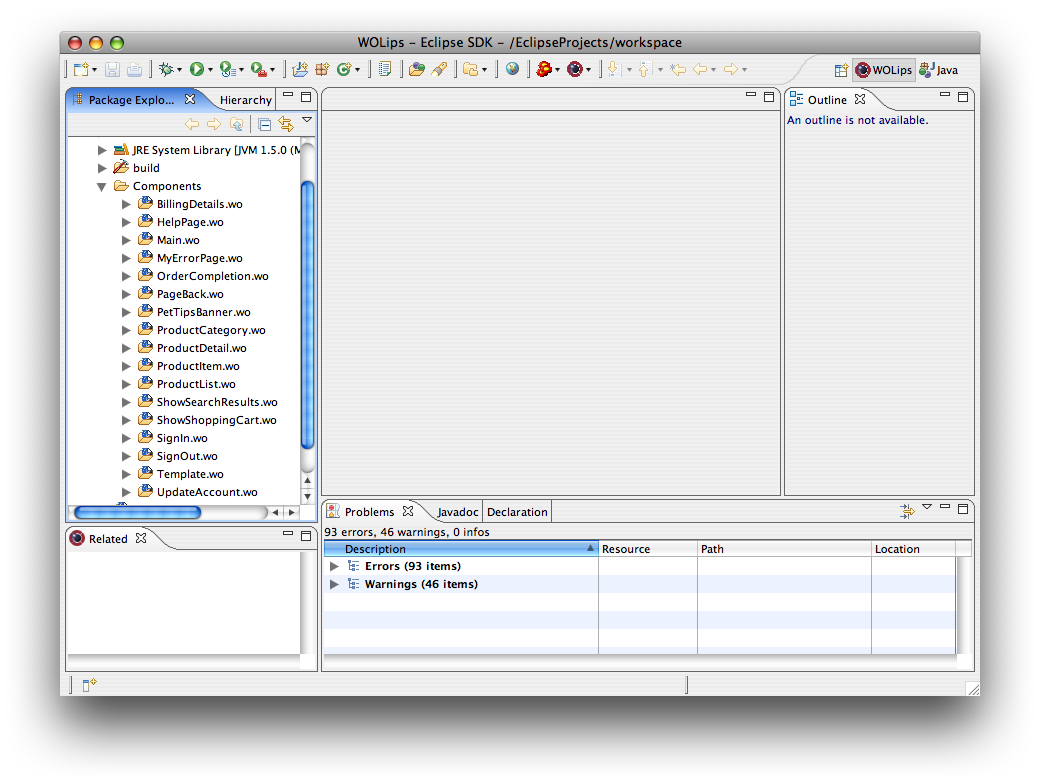 WOLips – Eclipse SDK – /EclipseProjects/workspace
WOLips Java
Package Explo... Hierarchy
JRE System Library [JVM 1.5.0 (M
build
Components
BillingDetails.wo
HelpPage.wo
Main.wo
MyErrorPage.wo
OrderCompletion.wo
PageBack.wo
PetTipsBanner.wo
ProductCategory.wo
ProductDetail.wo
ProductItem.wo
ProductList.wo
ShowSearchResults.wo
ShowShoppingCart.wo
SignIn.wo
SignOut.wo
Template.wo
UpdateAccount.wo
Outline
An outline is not available.
Related
Problems Javadoc Declaration
93 errors, 46 warnings, 0 infos
Description Resource Path Location
Errors (93 items)
Warnings (46 items)